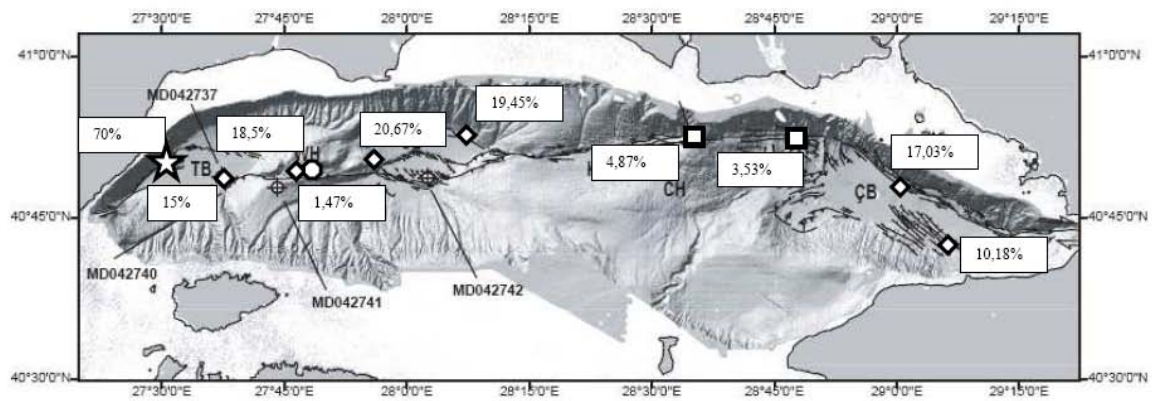 27°30'0"E 27°45'0"E 28°0'0"E 28°15'0"E 28°30'0"E 28°45'0"E 29°0'0"E 29°15'0"E
41°0'0"N 41°0'0"N
MD042737
19,45%
70% 18,5% 20,67%
4,87% 3,53% 17,03%
TB
CH ÇB
15% 1,47%
40°45'0"N 40°45'0"N
10,18%
MD042740
MD042741 MD042742
40°30'0"N 40°30'0"N
27°30'0"E 27°45'0"E 28°0'0"E 28°15'0"E 28°30'0"E 28°45'0"E 29°0'0"E 29°15'0"E